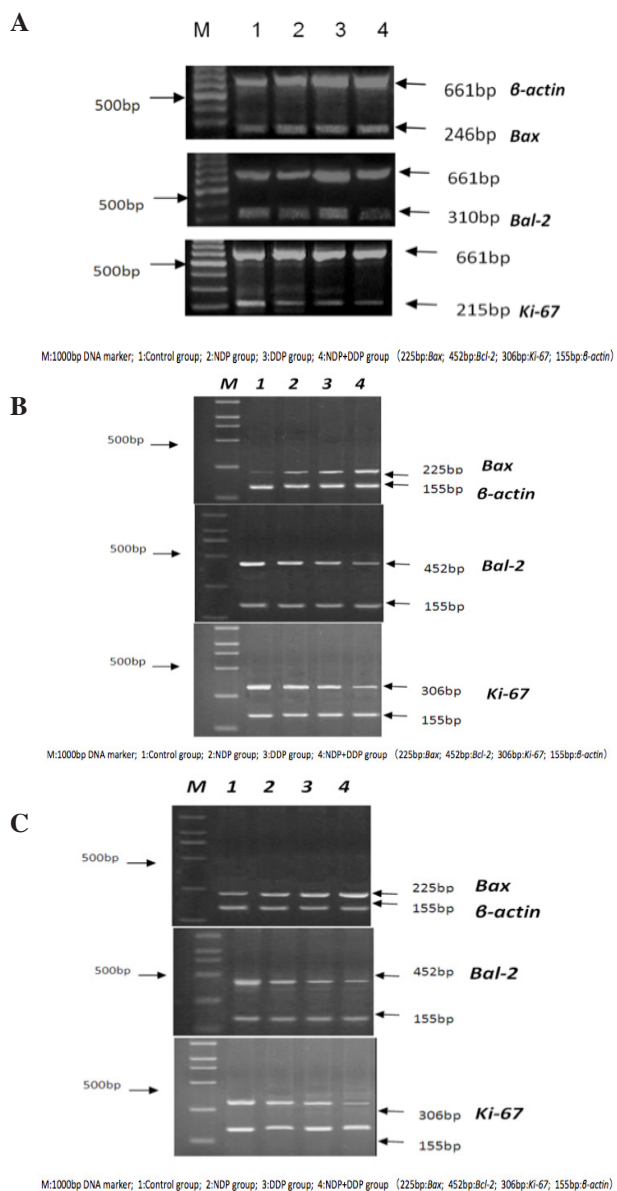 A
M 1 2 3 4
500bp
661bp β-actin
246bp Bax
500bp
661bp
310bp Bal-2
500bp
661bp
215bp Ki-67
M:1000bp DNA marker; 1:Control group; 2:NDP group; 3:DDP group; 4:NDP+DDP group （225bp:Bax; 452bp:Bcl-2; 306bp:Ki-67; 155bp:β-actin）
B
M 1 2 3 4
500bp
225bp Bax
155bp β-actin
500bp
452bp Bal-2
155bp
500bp
306bp Ki-67
155bp
M:1000bp DNA marker; 1:Control group; 2:NDP group; 3:DDP group; 4:NDP+DDP group （225bp:Bax; 452bp:Bcl-2; 306bp:Ki-67; 155bp:β-actin）
C
M 1 2 3 4
500bp
225bp Bax
155bp β-actin
500bp
452bp Bal-2
155bp
500bp
306bp Ki-67
155bp
M:1000bp DNA marker; 1:Control group; 2:NDP group; 3:DDP group; 4:NDP+DDP group （225bp:Bax; 452bp:Bcl-2; 306bp:Ki-67; 155bp:β-actin）